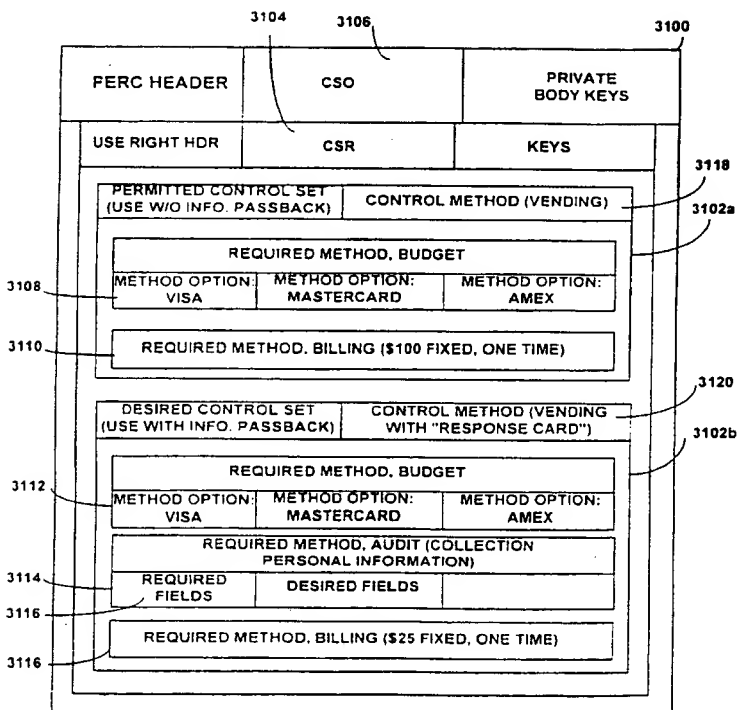 3104
3106
3100
PERC HEADER
CSO
PRIVATE
BODY KEYS
USE RIGHT HDR
CSR
KEYS
3118
PERMITTED CONTROL SET
(USE W/O INFO. PASSBACK)
CONTROL METHOD (VENDING)
3102a
REQUIRED METHOD, BUDGET
3108
METHOD OPTION:
VISA
METHOD OPTION:
MASTERCARD
METHOD OPTION:
AMEX
3110
REQUIRED METHOD, BILLING ($100 FIXED, ONE TIME)
3120
DESIRED CONTROL SET
(USE WITH INFO. PASSBACK)
CONTROL METHOD (VENDING
WITH "RESPONSE CARD")
3102b
REQUIRED METHOD, BUDGET
3112
METHOD OPTION:
VISA
METHOD OPTION:
MASTERCARD
METHOD OPTION:
AMEX
REQUIRED METHOD, AUDIT (COLLECTION
PERSONAL INFORMATION)
3114
REQUIRED
FIELDS
DESIRED FIELDS
3116
REQUIRED METHOD, BILLING ($25 FIXED, ONE TIME)
3116